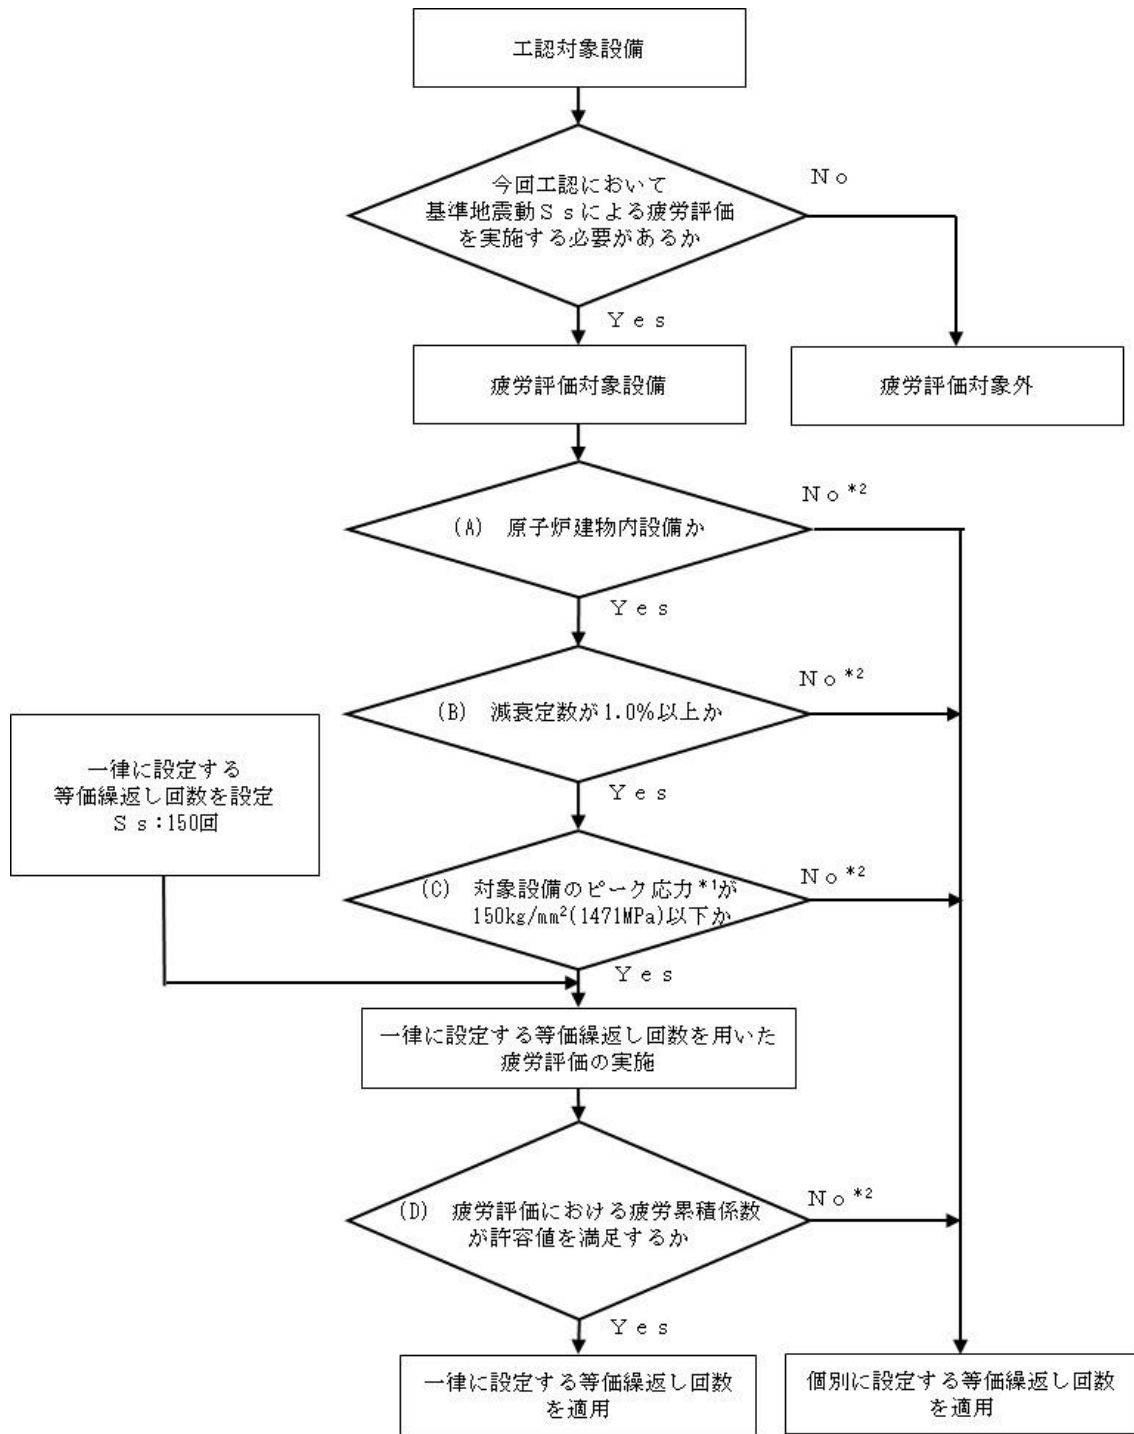 工認対象設備
今回工認において
基準地震動Ssによる疲労評価
を実施する必要があるか
No
Yes
疲労評価対象設備
疲労評価対象外
(A) 原子炉建物内設備か
No*2
Yes
(B) 減衰定数が1.0%以上か
No*2
Yes
一律に設定する
等価繰返し回数を設定
Ss:150回
(C) 対象設備のピーク応力*1が
150kg/mm²(1471MPa)以下か
No*2
Yes
一律に設定する等価繰返し回数を用いた
疲労評価の実施
(D) 疲労評価における疲労累積係数
が許容値を満足するか
No*2
Yes
一律に設定する等価繰返し回数
を適用
個別に設定する等価繰返し回数
を適用